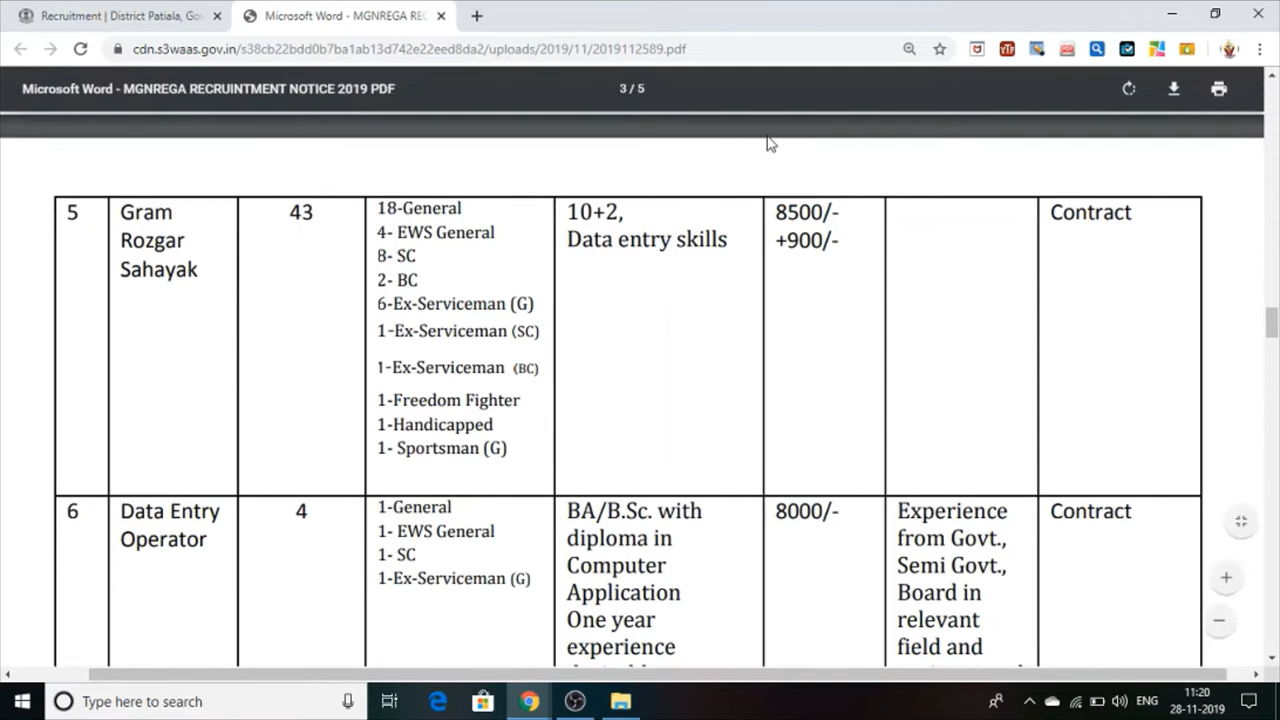 Recruitment | District Patiala, Gov
Microsoft Word - MGNREGA REC
cdn.s3waas.gov.in/s38cb22bdd0b7ba1ab13d742e22eed8da2/uploads/2019/11/2019112589.pdf
Microsoft Word - MGNREGA RECRUINTMENT NOTICE 2019 PDF
3 / 5
5
Gram
Rozgar
Sahayak
43
18-General
4- EWS General
8- SC
2- BC
6-Ex-Serviceman (G)
1-Ex-Serviceman (SC)
1-Ex-Serviceman (BC)
1-Freedom Fighter
1-Handicapped
1- Sportsman (G)
10+2,
Data entry skills
8500/-
+900/-
Contract
6
Data Entry
Operator
4
1-General
1- EWS General
1- SC
1-Ex-Serviceman (G)
BA/B.Sc. with
diploma in
Computer
Application
One year
experience
8000/-
Experience
from Govt.,
Semi Govt.,
Board in
relevant
field and
Contract
Type here to search
ENG
11:20
28-11-2019